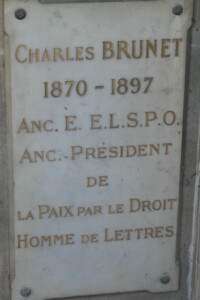 CHARLES BRUNET
1870 - 1897
ANC. E. E.L.S.P.O.
ANC.-PRÉSIDENT
DE
LA PAIX PAR LE DROIT
HOMME DE LETTRES